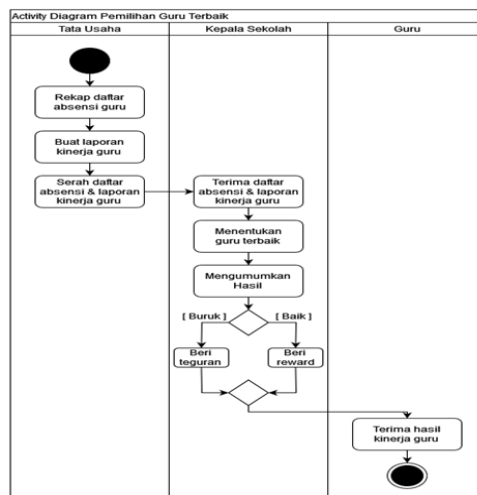 Activity Diagram Pemilihan Guru Terbaik
Tata Usaha
Kepala Sekolah
Guru
Rekap daftar
absensi guru
Buat laporan
kinerja guru
Serah daftar
absensi & laporan
kinerja guru
Terima daftar
absensi & laporan
kinerja guru
Menentukan
guru terbaik
Mengumumkan
Hasil
[ Buruk ]
[ Baik ]
Beri
teguran
Beri
reward
Terima hasil
kinerja guru